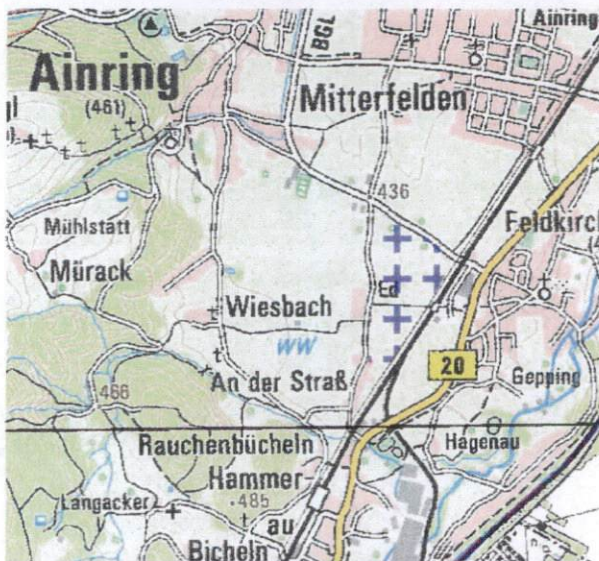 Ainring
BGL
Ainring
(461)
Mitterfelden
436
Mühlstatt
Feldkirch
Mürack
Ed
Wiesbach
WW
20
An der Straß
Gepping
466
Rauchenbücheln
Hagenau
Hammer-
Langacker
.485
au
Bicheln